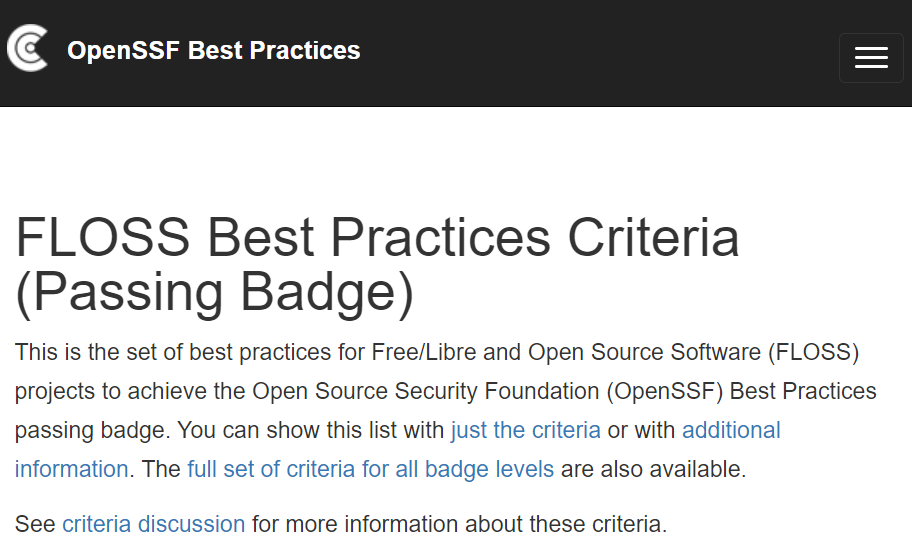 OpenSSF Best Practices
FLOSS Best Practices Criteria
(Passing Badge)
This is the set of best practices for Free/Libre and Open Source Software (FLOSS)
projects to achieve the Open Source Security Foundation (OpenSSF) Best Practices
passing badge. You can show this list with just the criteria or with additional
information. The full set of criteria for all badge levels are also available.
See criteria discussion for more information about these criteria.